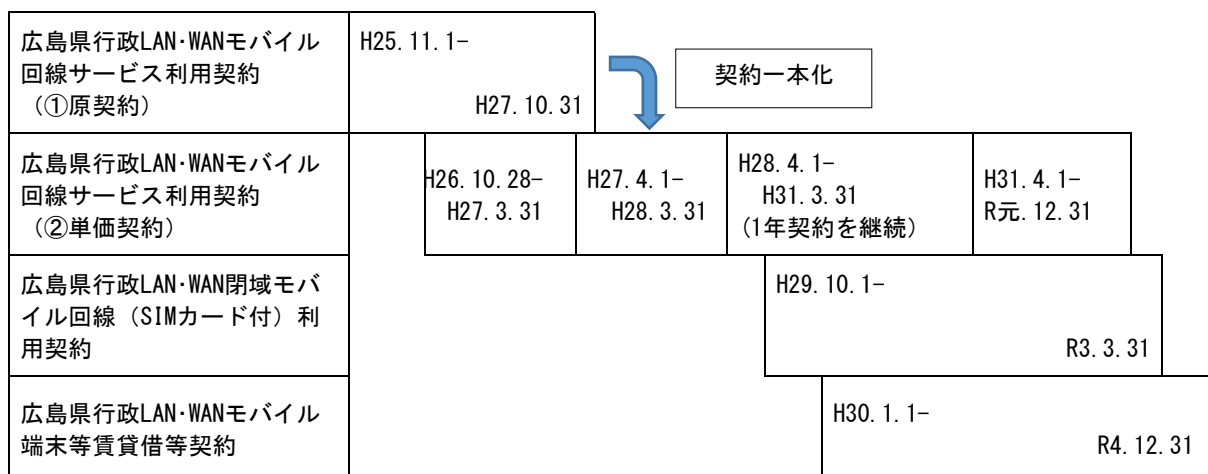 広島県行政LAN･WANモバイル
回線サービス利用契約
（①原契約）
H25.11.1-
H27.10.31
契約一本化
広島県行政LAN･WANモバイル
回線サービス利用契約
（②単価契約）
H26.10.28-
H27.3.31
H27.4.1-
H28.3.31
H28.4.1-
H31.3.31
(1年契約を継続）
H31.4.1-
R元.12.31
広島県行政LAN･WAN閉域モバ
イル回線（SIMカード付）利
用契約
H29.10.1-
R3.3.31
広島県行政LAN･WANモバイル
端末等賃貸借等契約
H30.1.1-
R4.12.31